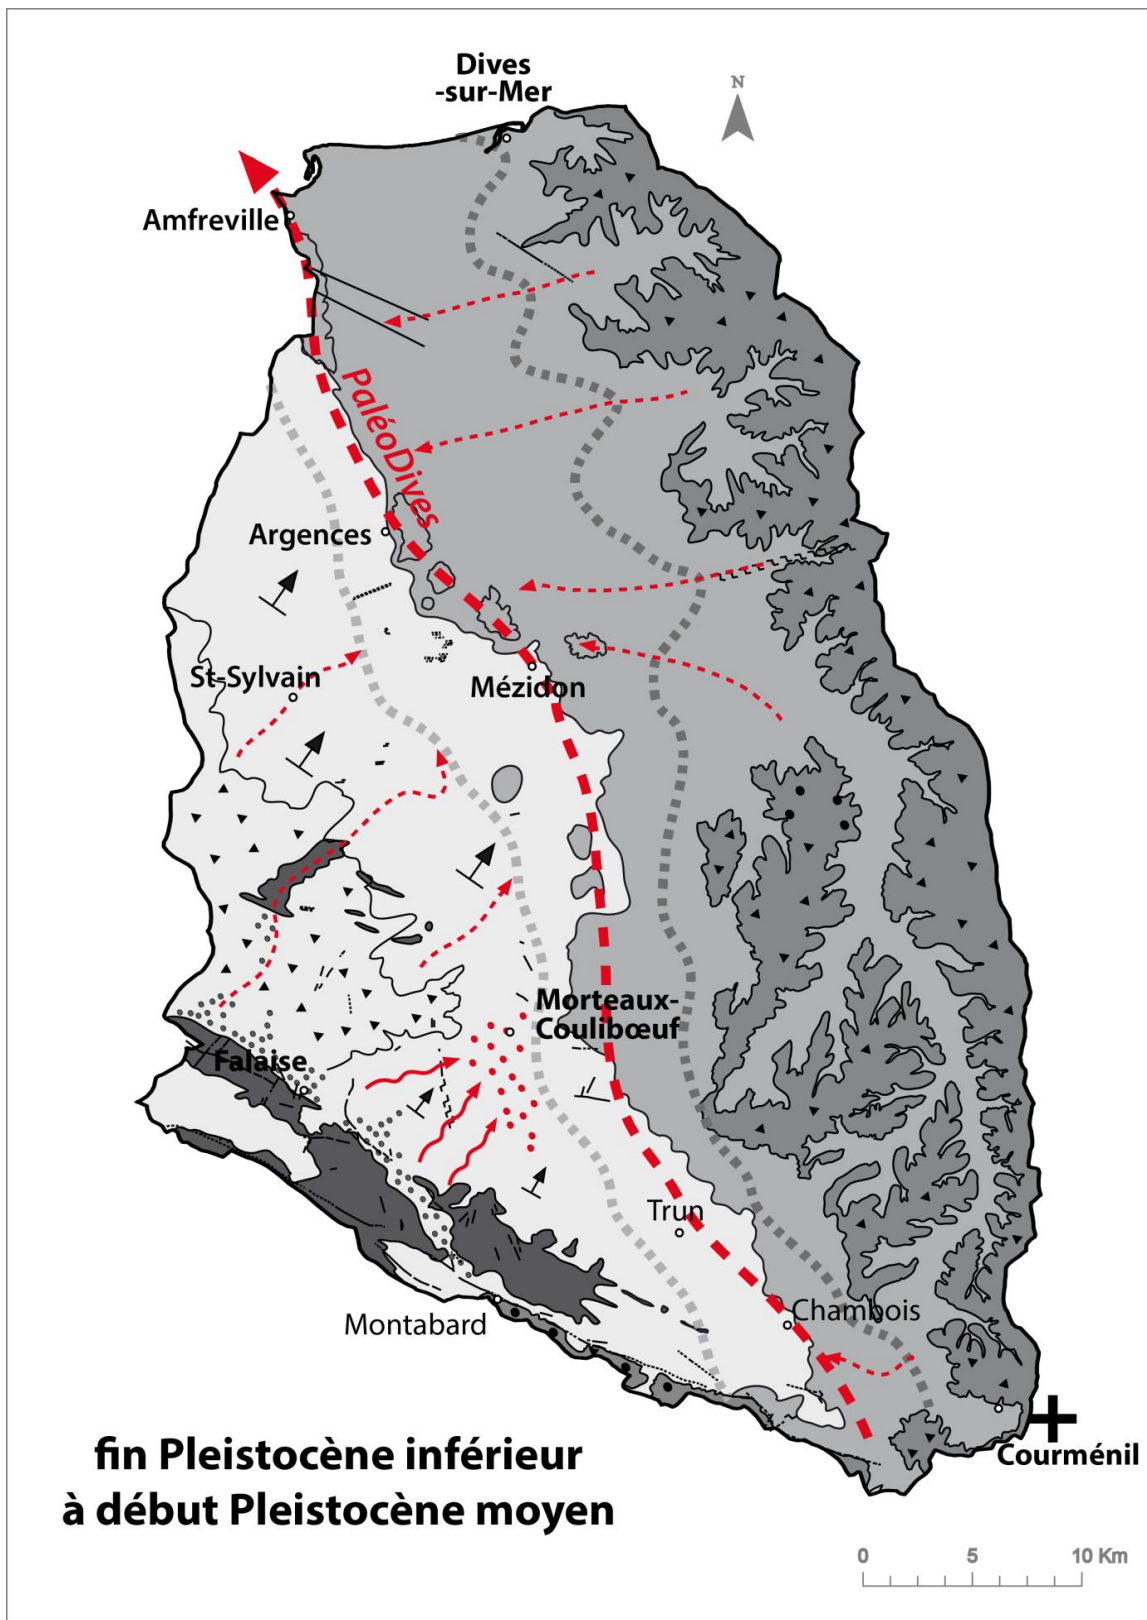 Dives
-sur-Mer
N
Amfreville
PaléoDives
Argences
St-Sylvain
Mézidon
Morteaux-
Coulibœuf
Falaise
Trun
Montabard
Chambois
Courménil
fin Pleistocène inférieur
à début Pleistocène moyen
0 5 10 Km